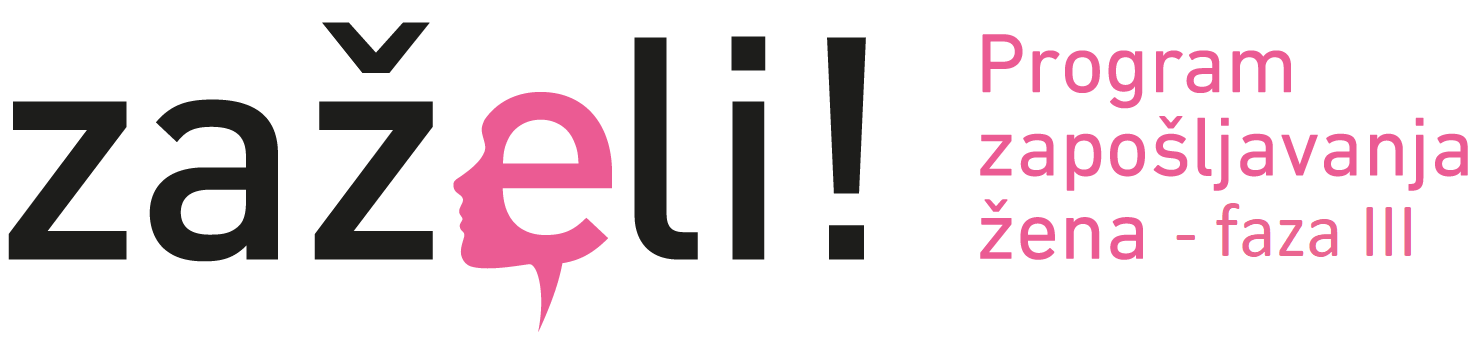 zaželi!
Program
zapošljavanja
žena - faza III